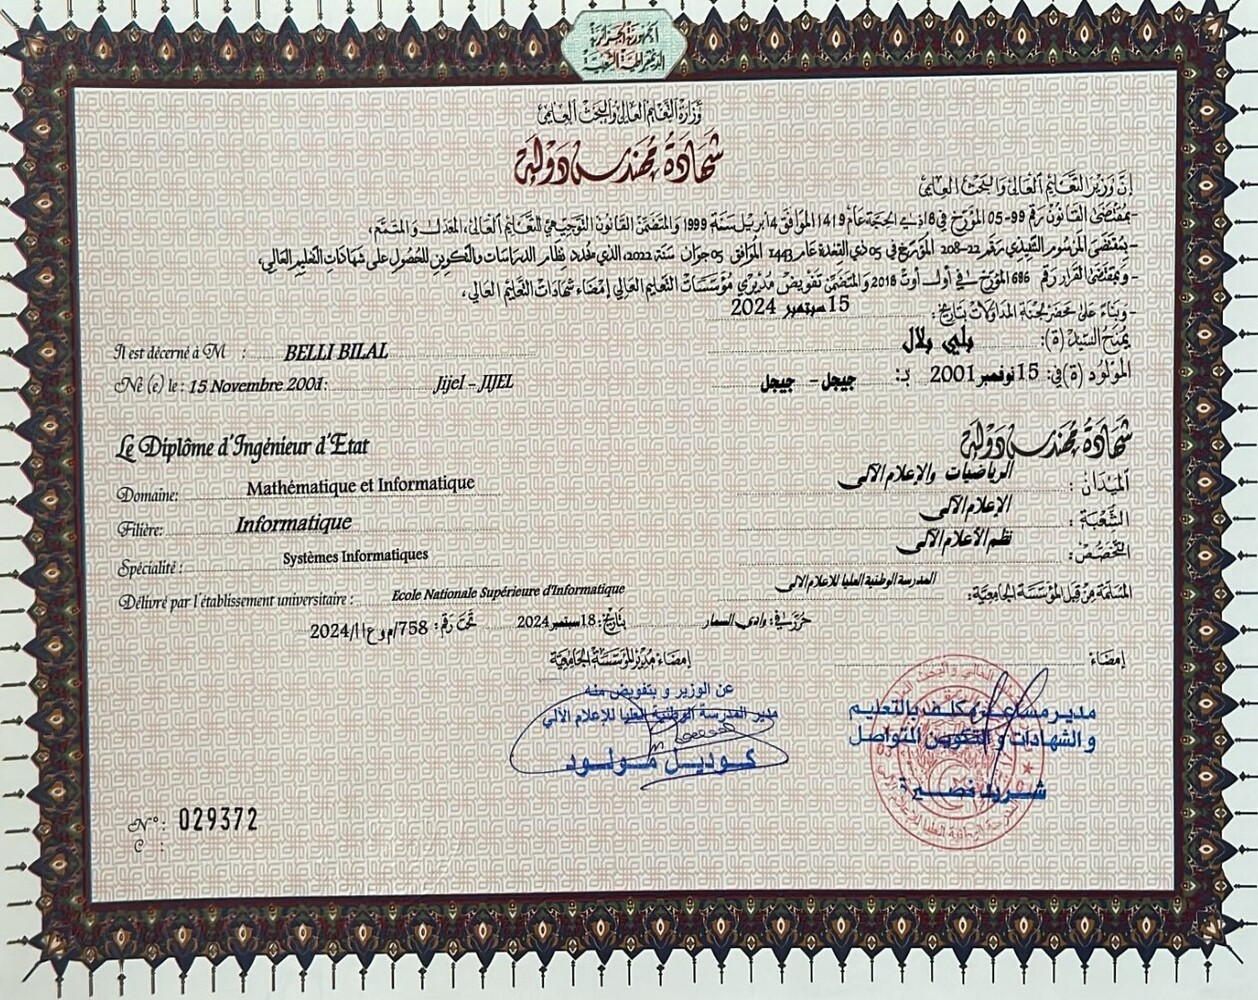 الجمهورية الجزائرية
الديمقراطية الشعبية
وزارة التعليم العالي والبحث العلمي
شهادة مهندس دولة
إن وزير التعليم العالي والبحث العلمي
- بمقتضى القانون رقم 99-05 المؤرخ في 18 ذي الحجة عام 1419 الموافق 4 أبريل سنة 1999 والمتضمن القانون التوجيهي للتعليم العالي، المعدل والمتمم،
- بمقتضى المرسوم التنفيذي رقم 22-208 المؤرخ في 05 ذي القعدة عام 1443 الموافق 05 جوان سنة 2022، الذي يحدد نظام الدراسات والتكوين للحصول على شهادات التعليم العالي،
- وبمقتضى القرار رقم 686 المؤرخ في أول أوت 2016 والمتضمن تفويض مديري مؤسسات التعليم العالي إمضاء شهادات التعليم العالي،
- وبناء على محضر لجنة المداولات بتاريخ: 15 سبتمبر 2024
يمنح السيد (ة): بلي بلال
Il est décerné à M : BELLI BILAL
المولود (ة) في: 15 نوفمبر 2001 بـ: جيجل - جيجل
Né (e) le : 15 Novembre 2001: Jijel - JIJEL
شهادة مهندس دولة
Le Diplôme d'Ingénieur d'Etat
الميدان : الرياضيات والإعلام الآلي
Domaine: Mathématique et Informatique
الشعبة : الإعلام الآلي
Filière: Informatique
التخصص: نظم الأعلام الآلي
Spécialité : Systèmes Informatiques
المسلمة من قبل المؤسسة الجامعية: المدرسة الوطنية العليا للاعلام الالي
Délivré par l'établissement universitaire : Ecole Nationale Supérieure d'Informatique
حرر في: وادي السمار بتاريخ: 18 سبتمبر 2024 تحت رقم: 758/م و ع ا ا/2024
إمضاء
إمضاء مدير المؤسسة الجامعية
مدير مساعد مكلف بالتعليم
و الشهادات و التكوين المتواصل
عن الوزير و بتفويض منه
مدير المدرسة الوطنية العليا للإعلام الآلي
كوديل مولود
N°: 029372
C :